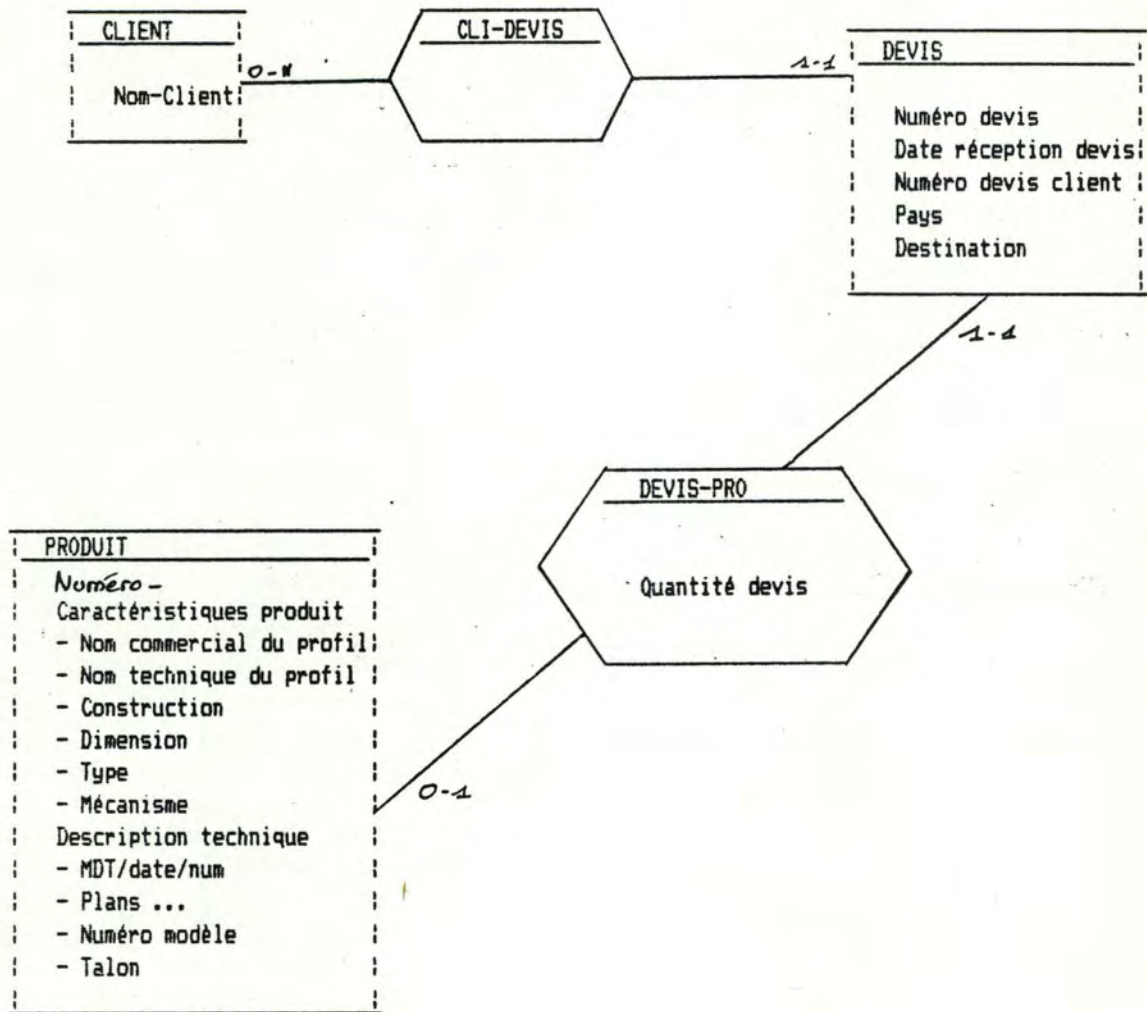 CLIENT
Nom-Client
0-N
CLI-DEVIS
1-1
DEVIS
Numéro devis
Date réception devis
Numéro devis client
Pays
Destination
1-1
DEVIS-PRO
Quantité devis
0-1
PRODUIT
Numéro-
Caractéristiques produit
- Nom commercial du profil
- Nom technique du profil
- Construction
- Dimension
- Type
- Mécanisme
Description technique
- MDT/date/num
- Plans ...
- Numéro modèle
- Talon